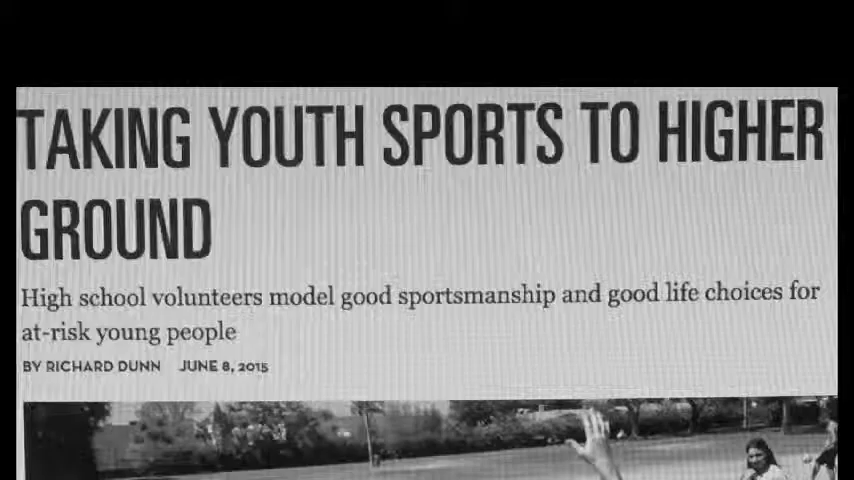 TAKING YOUTH SPORTS TO HIGHER
GROUND
High school volunteers model good sportsmanship and good life choices for
at-risk young people
BY RICHARD DUNN JUNE 8, 2015